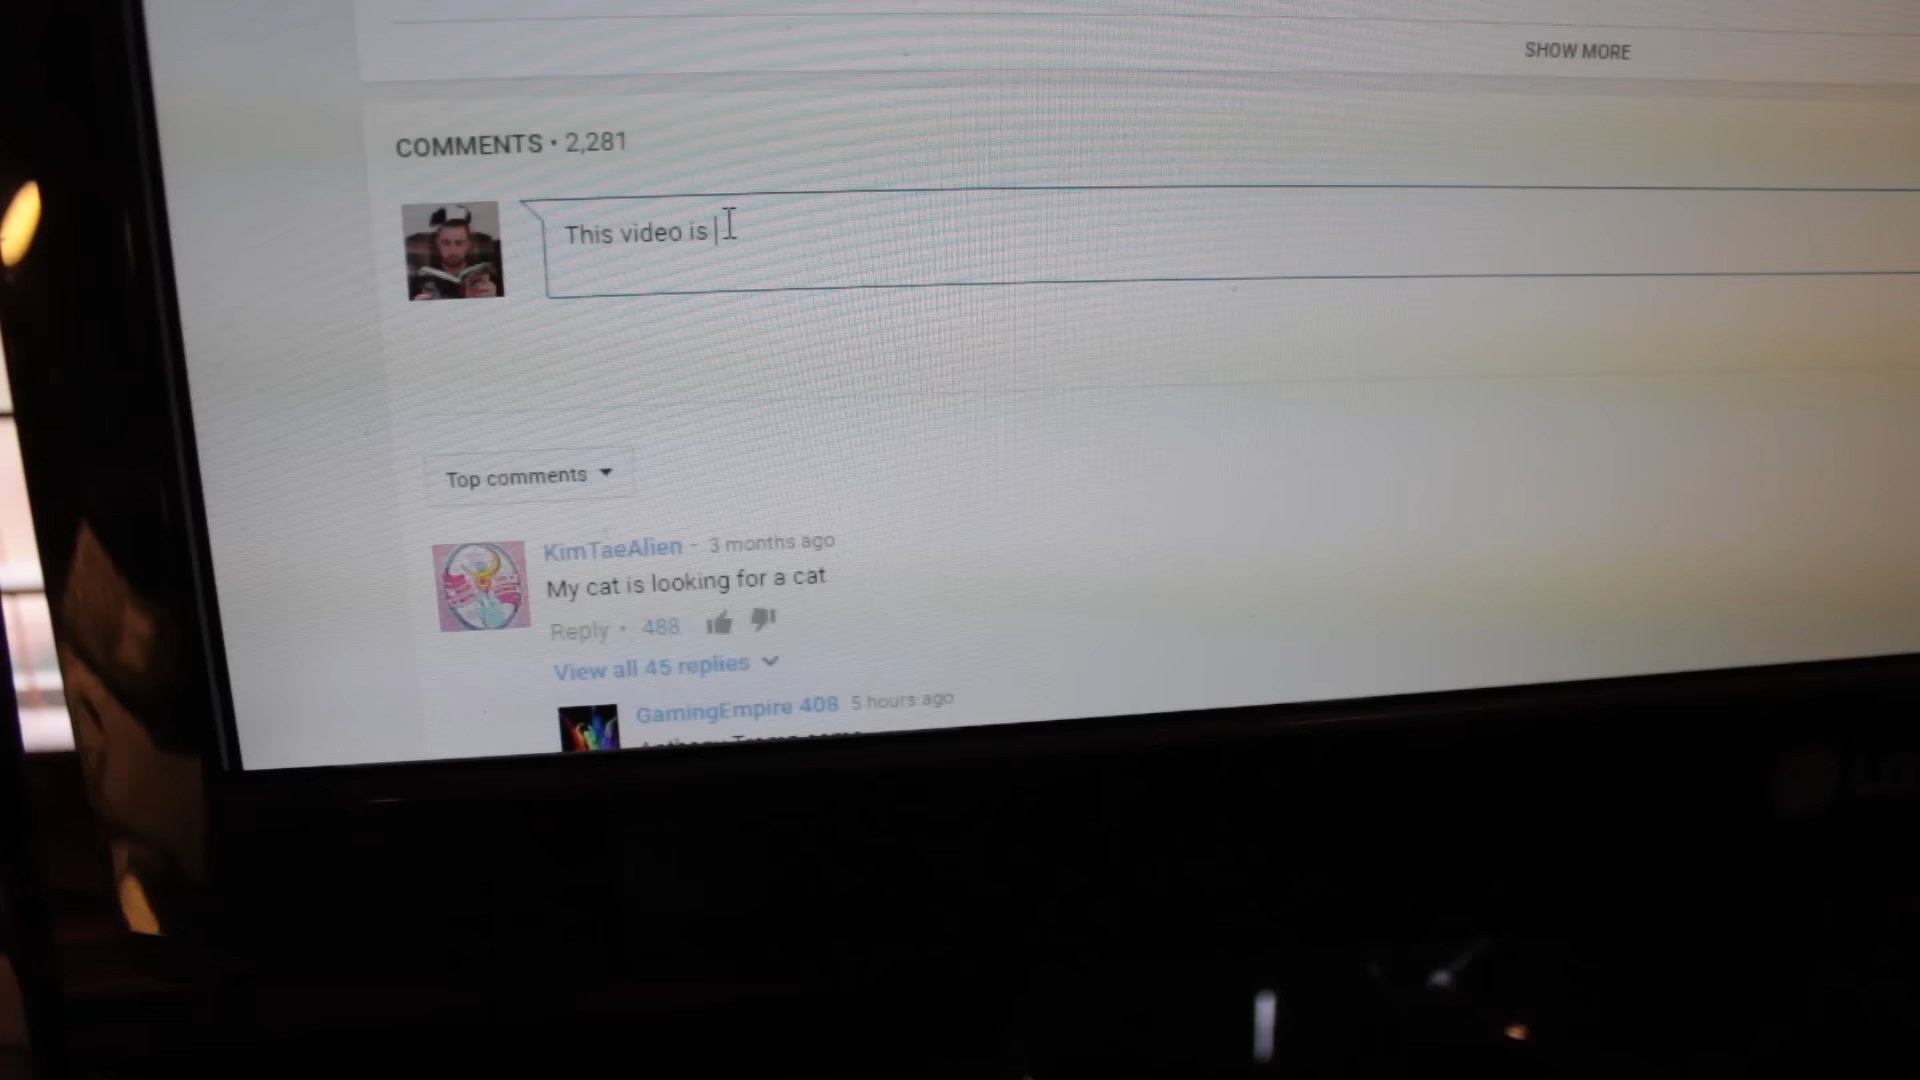 SHOW MORE
COMMENTS • 2,281
This video is
Top comments
KimTaeAlien - 3 months ago
My cat is looking for a cat
Reply • 488
View all 45 replies
GamingEmpire 408 5 hours ago
LG